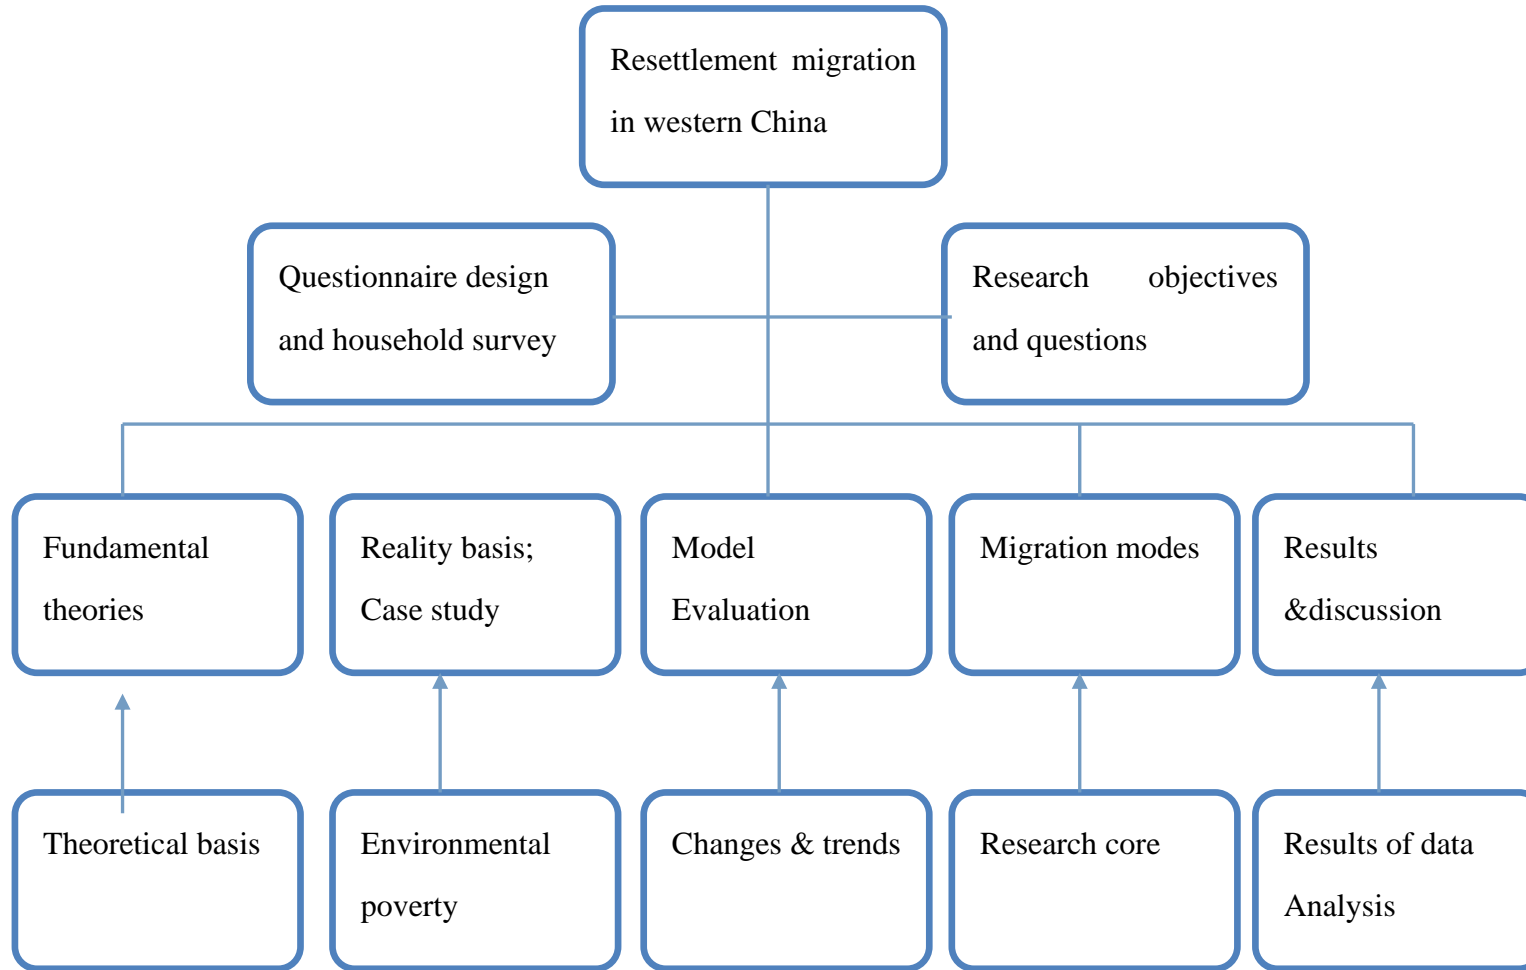 Resettlement migration
in western China
Questionnaire design
and household survey
Research objectives
and questions
Fundamental
theories
Reality basis;
Case study
Model
Evaluation
Migration modes
Results
&discussion
Theoretical basis
Environmental
poverty
Changes & trends
Research core
Results of data
Analysis